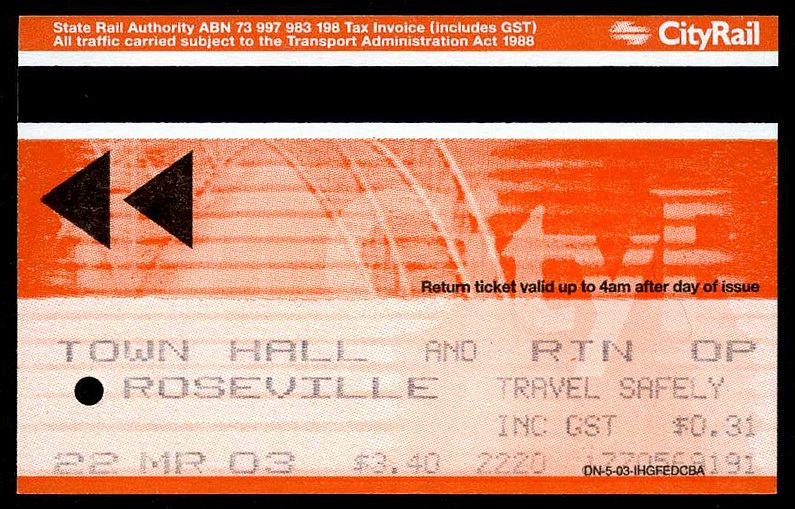 State Rail Authority ABN 73 997 983 198 Tax Invoice (includes GST)
All traffic carried subject to the Transport Administration Act 1988
CityRail
Return ticket valid up to 4am after day of issue
TOWN HALL AND RTN OP
ROSEVILLE TRAVEL SAFELY
INC GST $0.31
22 MR 03 $3.40 2220
DN-5-03-IHGFEDCBA